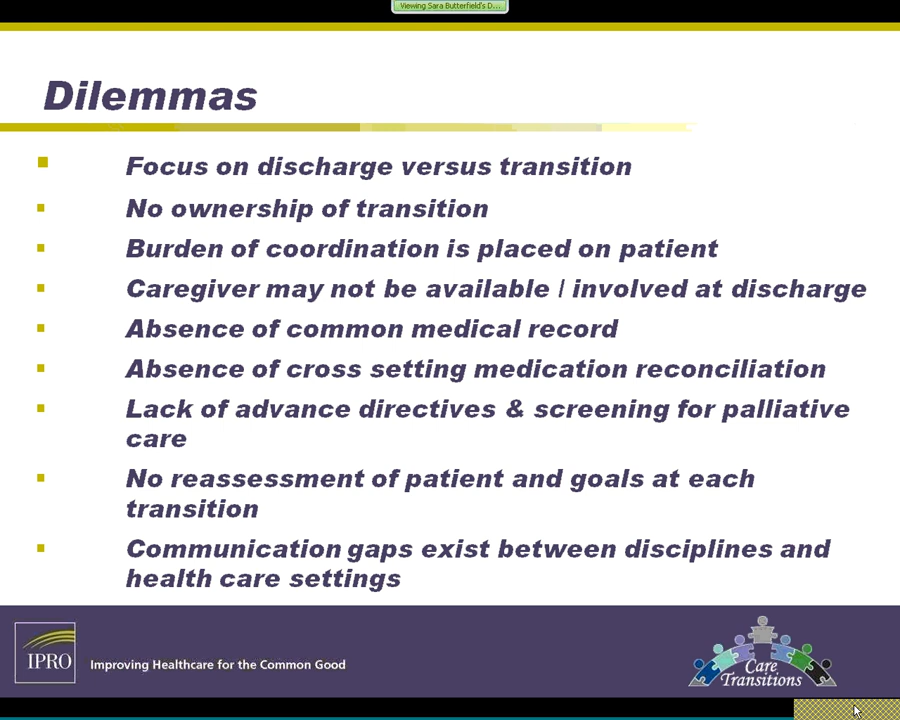 Viewing Sara Butterfield's D...
Dilemmas
Focus on discharge versus transition
No ownership of transition
Burden of coordination is placed on patient
Caregiver may not be available / involved at discharge
Absence of common medical record
Absence of cross setting medication reconciliation
Lack of advance directives & screening for palliative
care
No reassessment of patient and goals at each
transition
Communication gaps exist between disciplines and
health care settings
IPRO
Improving Healthcare for the Common Good
Care
Transitions